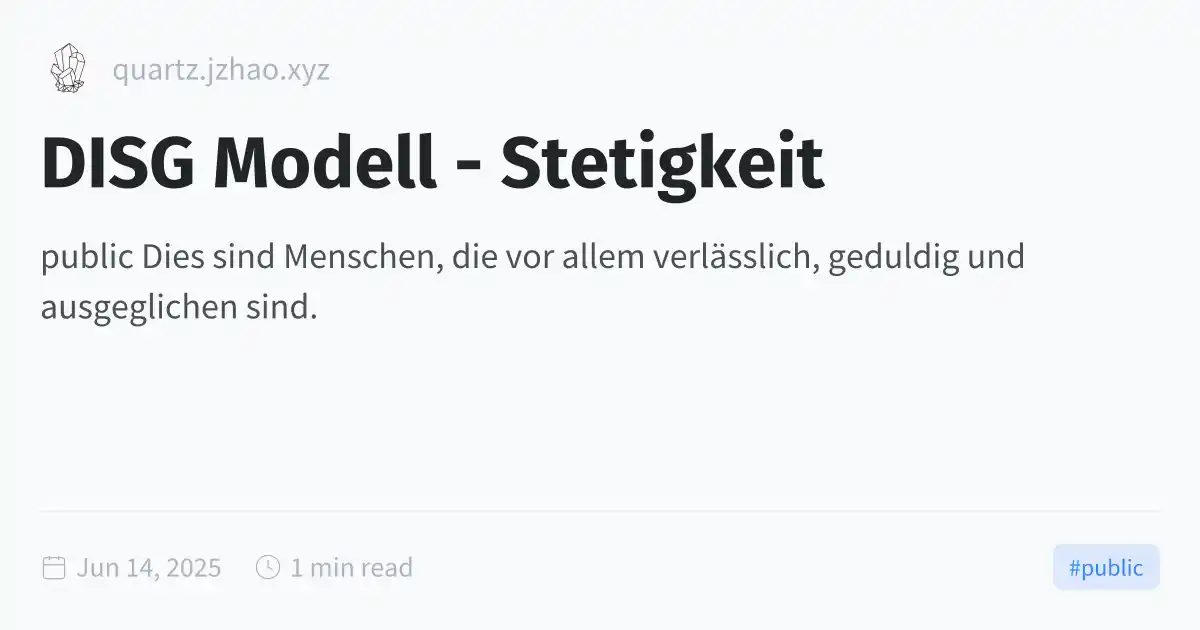 quartz.jzhao.xyz
DISG Modell - Stetigkeit
public Dies sind Menschen, die vor allem verlässlich, geduldig und
ausgeglichen sind.
Jun 14, 2025 1 min read #public